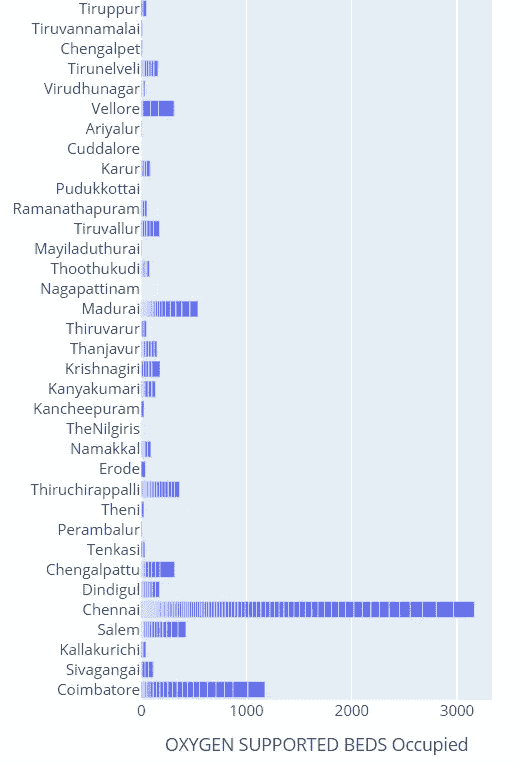 Tiruppur
Tiruvannamalai
Chengalpet
Tirunelveli
Virudhunagar
Vellore
Ariyalur
Cuddalore
Karur
Pudukkottai
Ramanathapuram
Tiruvallur
Mayiladuthurai
Thoothukudi
Nagapattinam
Madurai
Thiruvarur
Thanjavur
Krishnagiri
Kanyakumari
Kancheepuram
TheNilgiris
Namakkal
Erode
Thiruchirappalli
Theni
Perambalur
Tenkasi
Chengalpattu
Dindigul
Chennai
Salem
Kallakurichi
Sivagangai
Coimbatore
0 1000 2000 3000
OXYGEN SUPPORTED BEDS Occupied